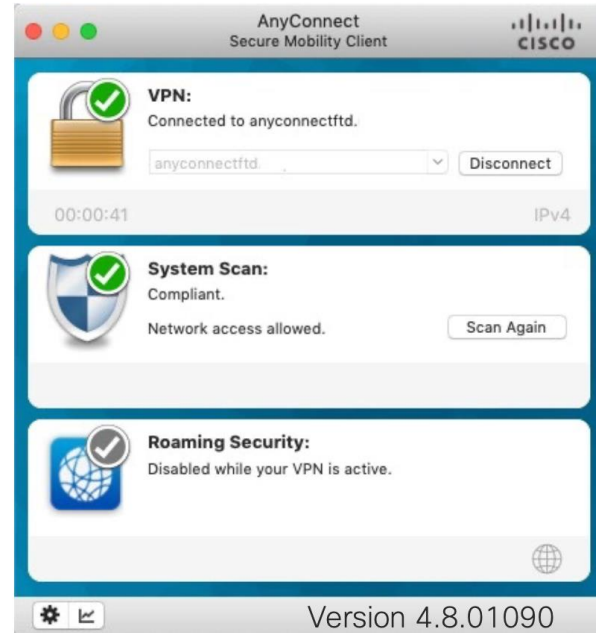 AnyConnect
Secure Mobility Client
CISCO
VPN:
Connected to anyconnectftd.
anyconnectftd.
Disconnect
00:00:41
IPv4
System Scan:
Compliant.
Network access allowed.
Scan Again
Roaming Security:
Disabled while your VPN is active.
Version 4.8.01090